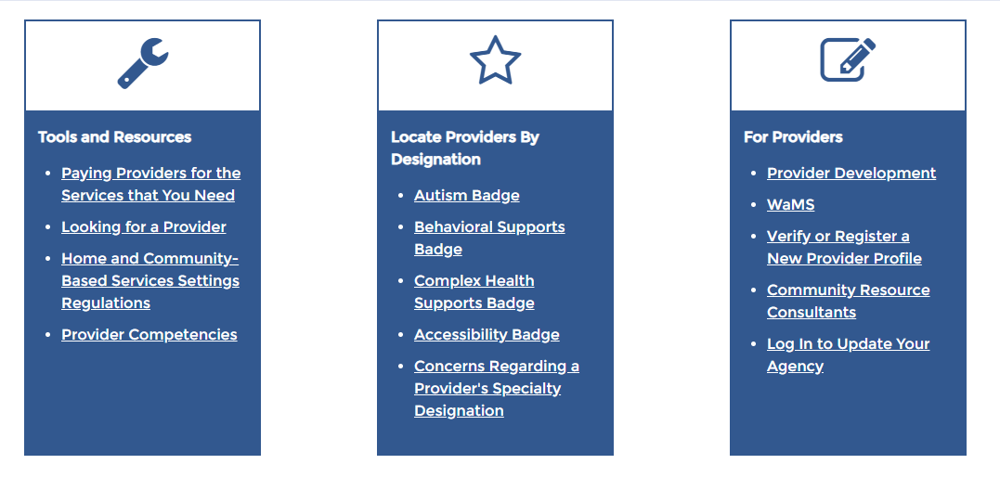 Tools and Resources
Paying Providers for the
Services that You Need
Looking for a Provider
Home and Community-
Based Services Settings
Regulations
Provider Competencies
Locate Providers By
Designation
Autism Badge
Behavioral Supports
Badge
Complex Health
Supports Badge
Accessibility Badge
Concerns Regarding a
Provider's Specialty
Designation
For Providers
Provider Development
WaMS
Verify or Register a
New Provider Profile
Community Resource
Consultants
Log In to Update Your
Agency